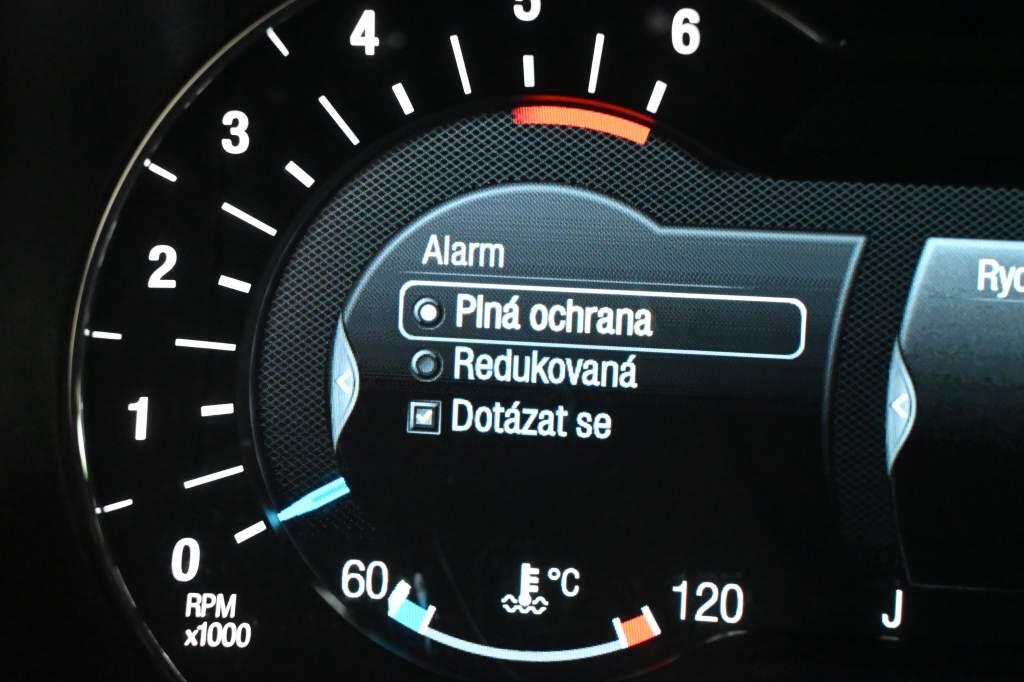 4
5
6
3
2
1
0
RPM
x1000
Alarm
Plná ochrana
Redukovaná
Dotázat se
60
°C
120
J